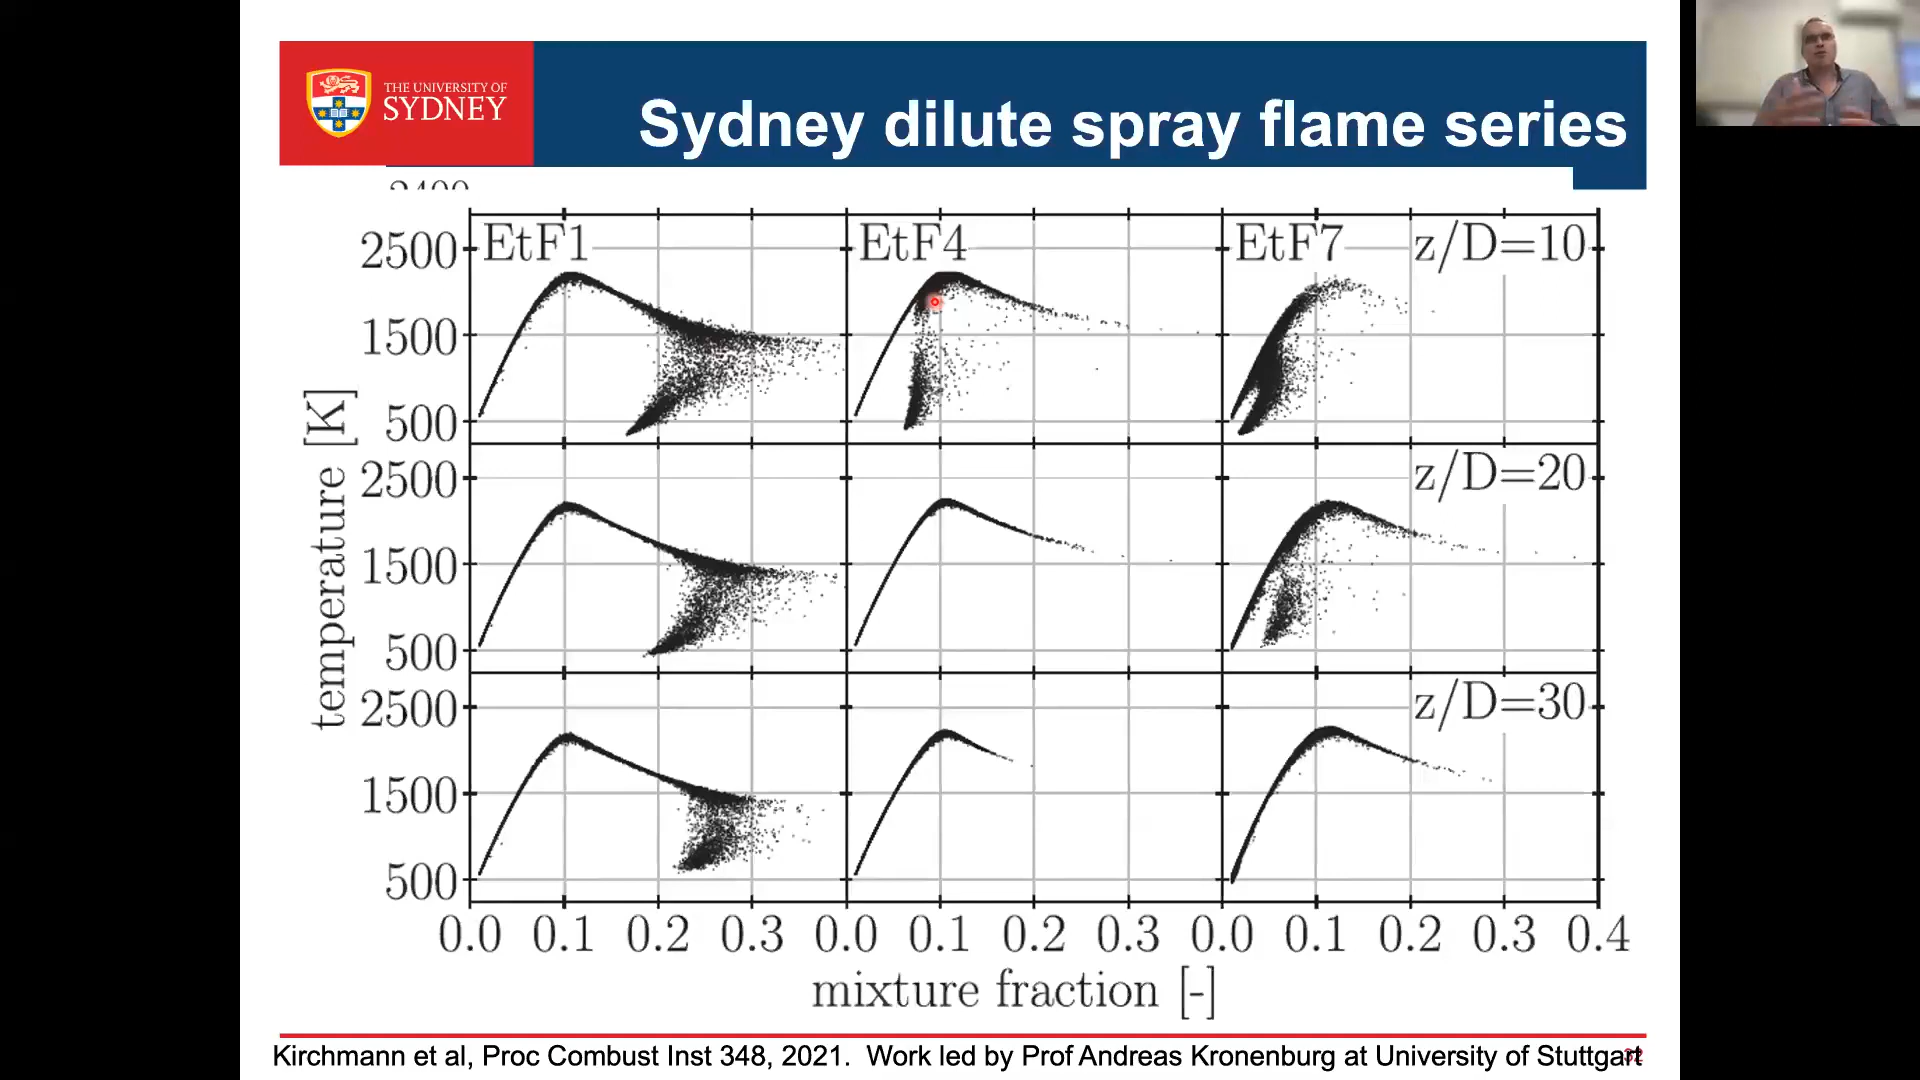 THE UNIVERSITY OF
SYDNEY
Sydney dilute spray flame series
2400
EtF1 EtF4 EtF7 z/D=10
2500
1500
500
z/D=20
2500
1500
500
z/D=30
2500
1500
500
temperature [K]
0.0 0.1 0.2 0.3 0.0 0.1 0.2 0.3 0.0 0.1 0.2 0.3 0.4
mixture fraction [-]
Kirchmann et al, Proc Combust Inst 348, 2021. Work led by Prof Andreas Kronenburg at University of Stuttgart
32